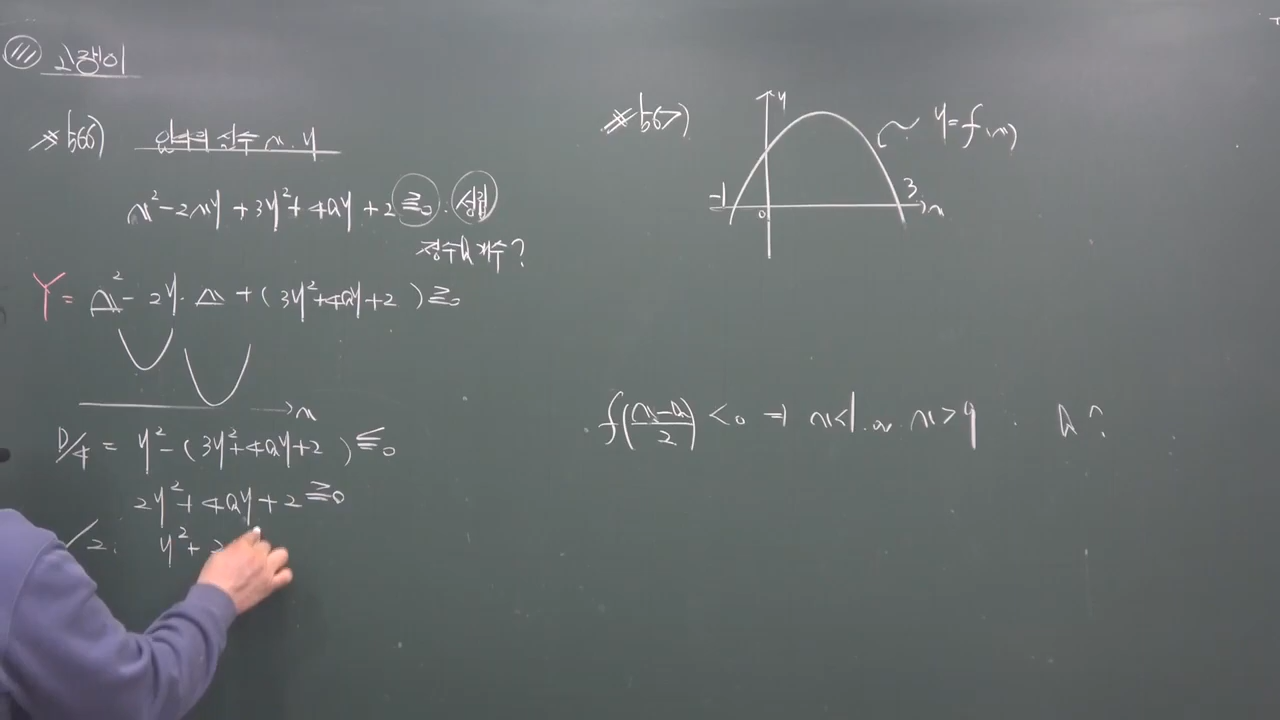 고쟁이
※ 566) 임의의 실수 x, y
x²-2xy+3y²+4ay+2≥0. 성립
정수 a 개수?
Y = x²-2y·x+(3y²+4ay+2)≥0
x
D/4 = y²-(3y²+4ay+2)≤0
2y²+4ay+2≥0
÷2: y²+2
※ 567)
y
y=f(x)
-1 0 3 x
f((x-a)/2)<0 ⇒ x<1 or x>9. a?